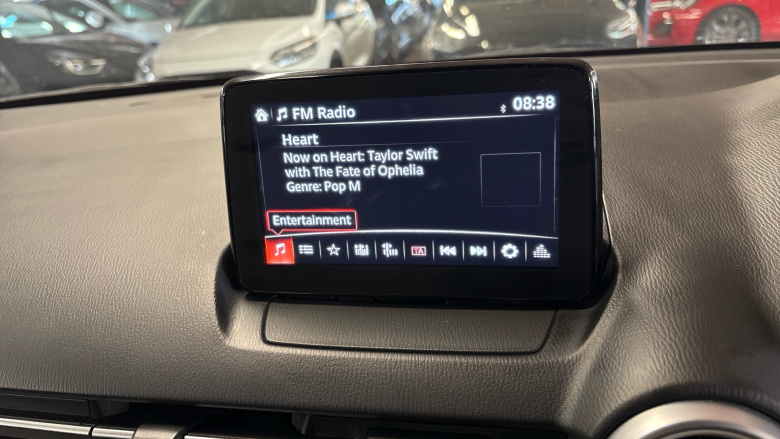 FM Radio
08:38
Heart
Now on Heart: Taylor Swift
with The Fate of Ophelia
Genre: Pop M
Entertainment
TA